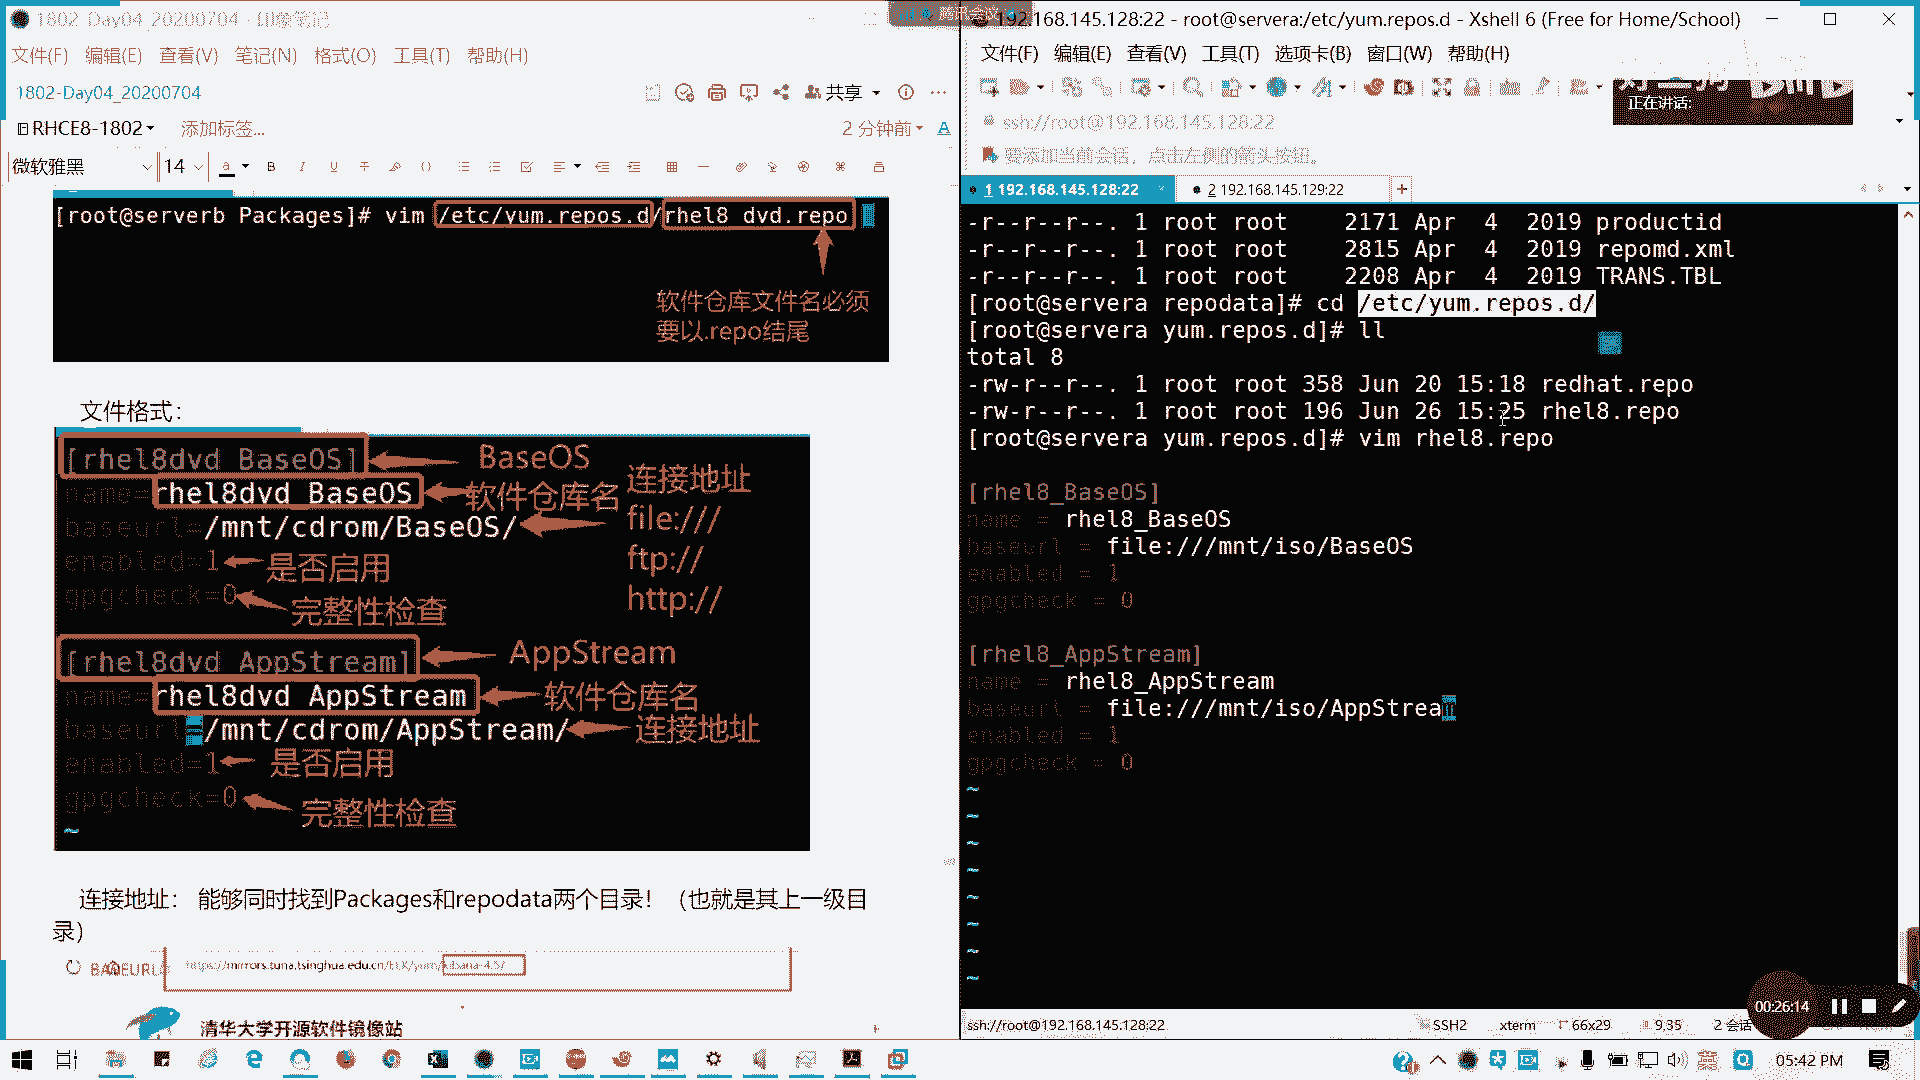 1802_Day04_20200704 - 印象笔记
文件(F) 编辑(E) 查看(V) 笔记(N) 格式(O) 工具(T) 帮助(H)
1802-Day04_20200704
共享
RHCE8-1802
添加标签...
2 分钟前
微软雅黑 14
[root@serverb Packages]# vim /etc/yum.repos.d/rhel8_dvd.repo
软件仓库文件名必须
要以.repo结尾
文件格式:
[rhel8dvd_BaseOS] BaseOS
name=rhel8dvd_BaseOS 软件仓库名
baseurl=/mnt/cdrom/BaseOS/
连接地址
file:///
ftp://
http://
enabled=1 是否启用
gpgcheck=0 完整性检查
[rhel8dvd_AppStream] AppStream
name=rhel8dvd_AppStream 软件仓库名
baseurl=/mnt/cdrom/AppStream/ 连接地址
enabled=1 是否启用
gpgcheck=0 完整性检查
~
连接地址: 能够同时找到Packages和repodata两个目录! (也就是其上一级目
录)
BASEURL https://mirrors.tuna.tsinghua.edu.cn/ELK/yum/kibana-4.5/
清华大学开源软件镜像站
腾讯会议
192.168.145.128:22 - root@servera:/etc/yum.repos.d - Xshell 6 (Free for Home/School)
文件(F) 编辑(E) 查看(V) 工具(T) 选项卡(B) 窗口(W) 帮助(H)
正在讲话:
ssh://root@192.168.145.128:22
要添加当前会话，点击左侧的箭头按钮。
1 192.168.145.128:22
2 192.168.145.129:22
-r--r--r--. 1 root root 2171 Apr 4 2019 productid
-r--r--r--. 1 root root 2815 Apr 4 2019 repomd.xml
-r--r--r--. 1 root root 2208 Apr 4 2019 TRANS.TBL
[root@servera repodata]# cd /etc/yum.repos.d/
[root@servera yum.repos.d]# ll
total 8
-rw-r--r--. 1 root root 358 Jun 20 15:18 redhat.repo
-rw-r--r--. 1 root root 196 Jun 26 15:25 rhel8.repo
[root@servera yum.repos.d]# vim rhel8.repo
[rhel8_BaseOS]
name = rhel8_BaseOS
baseurl = file:///mnt/iso/BaseOS
enabled = 1
gpgcheck = 0
[rhel8_AppStream]
name = rhel8_AppStream
baseurl = file:///mnt/iso/AppStream
enabled = 1
gpgcheck = 0
~
~
~
~
~
~
~
~
00:26:14
ssh://root@192.168.145.128:22 SSH2 xterm 66x29 9,35 2 会话
05:42 PM